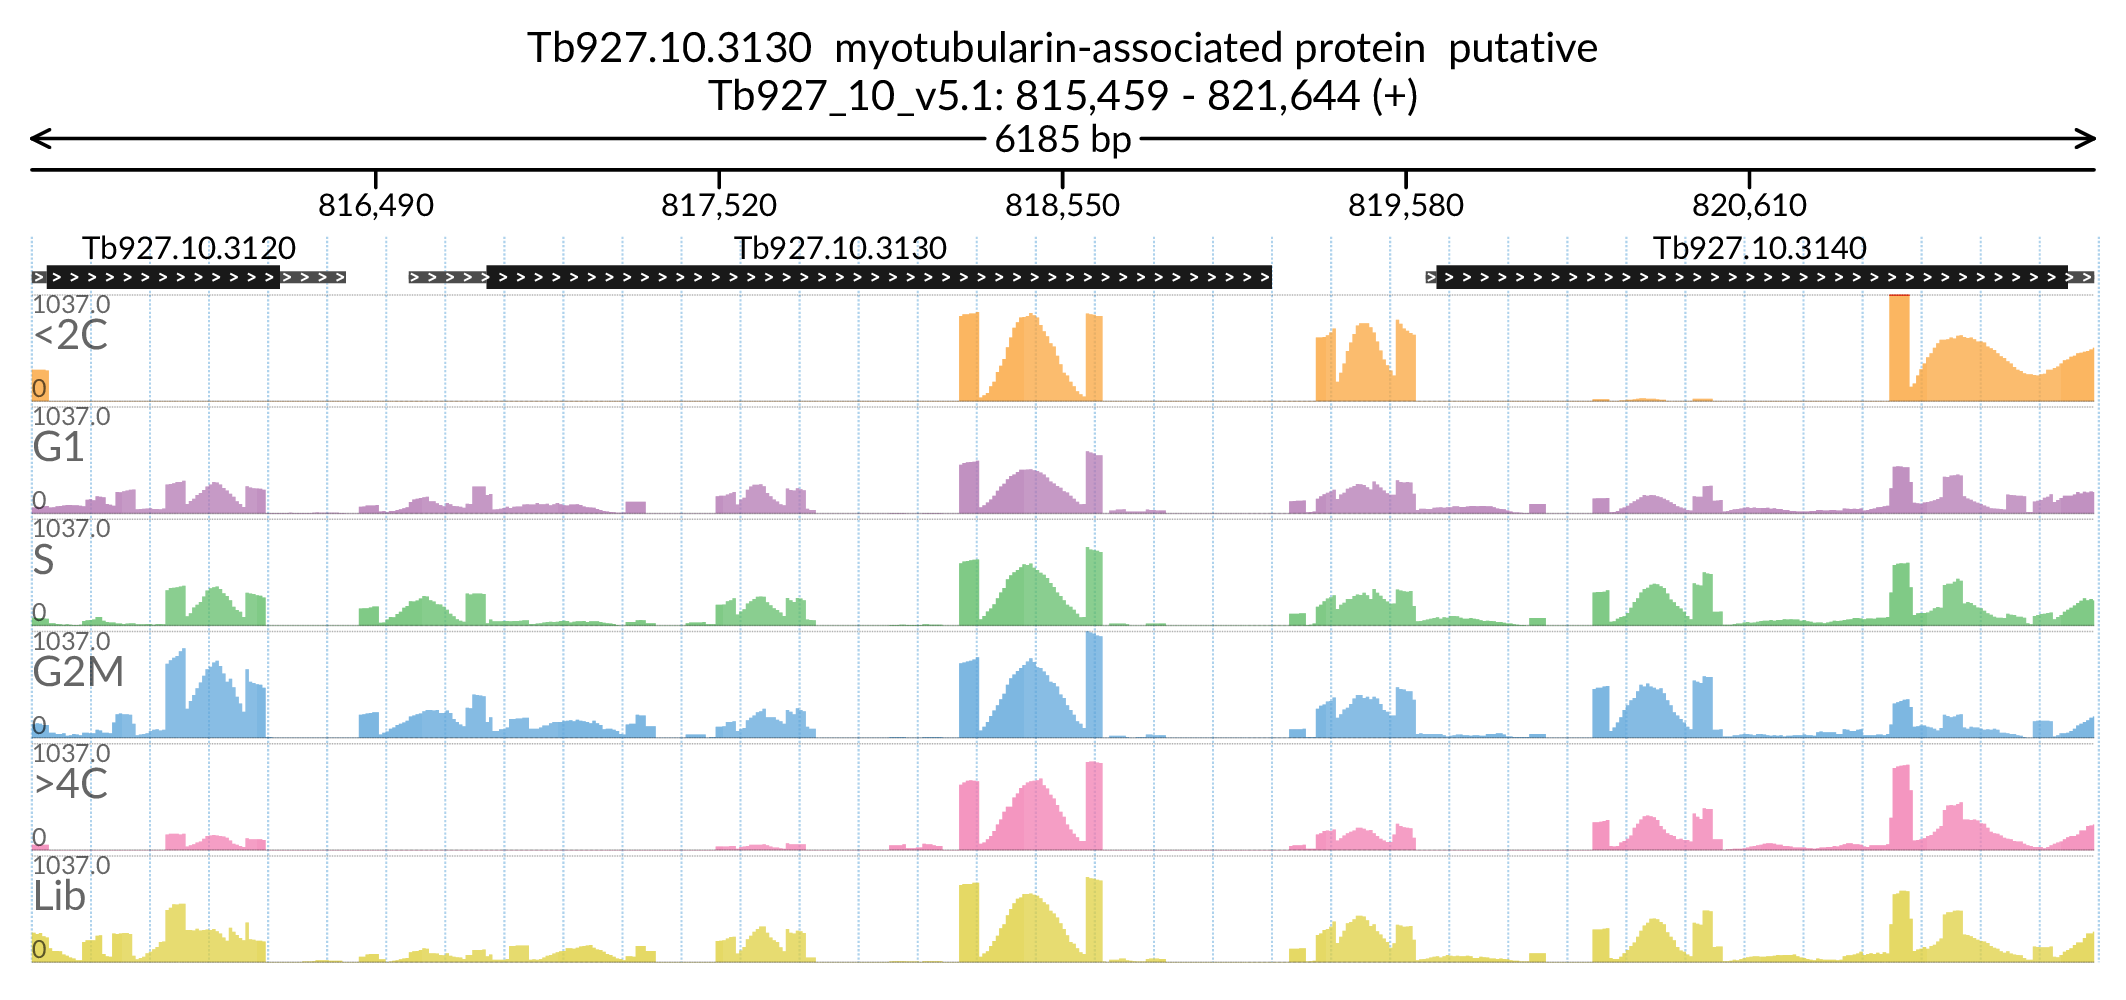 Tb927.10.3130  myotubularin-associated protein  putative
Tb927_10_v5.1: 815,459 - 821,644 (+)
6185 bp
816,490 817,520 818,550 819,580 820,610
Tb927.10.3120 Tb927.10.3130 Tb927.10.3140
1037.0
<2C
0
1037.0
G1
0
1037.0
S
0
1037.0
G2M
0
1037.0
>4C
0
1037.0
Lib
0